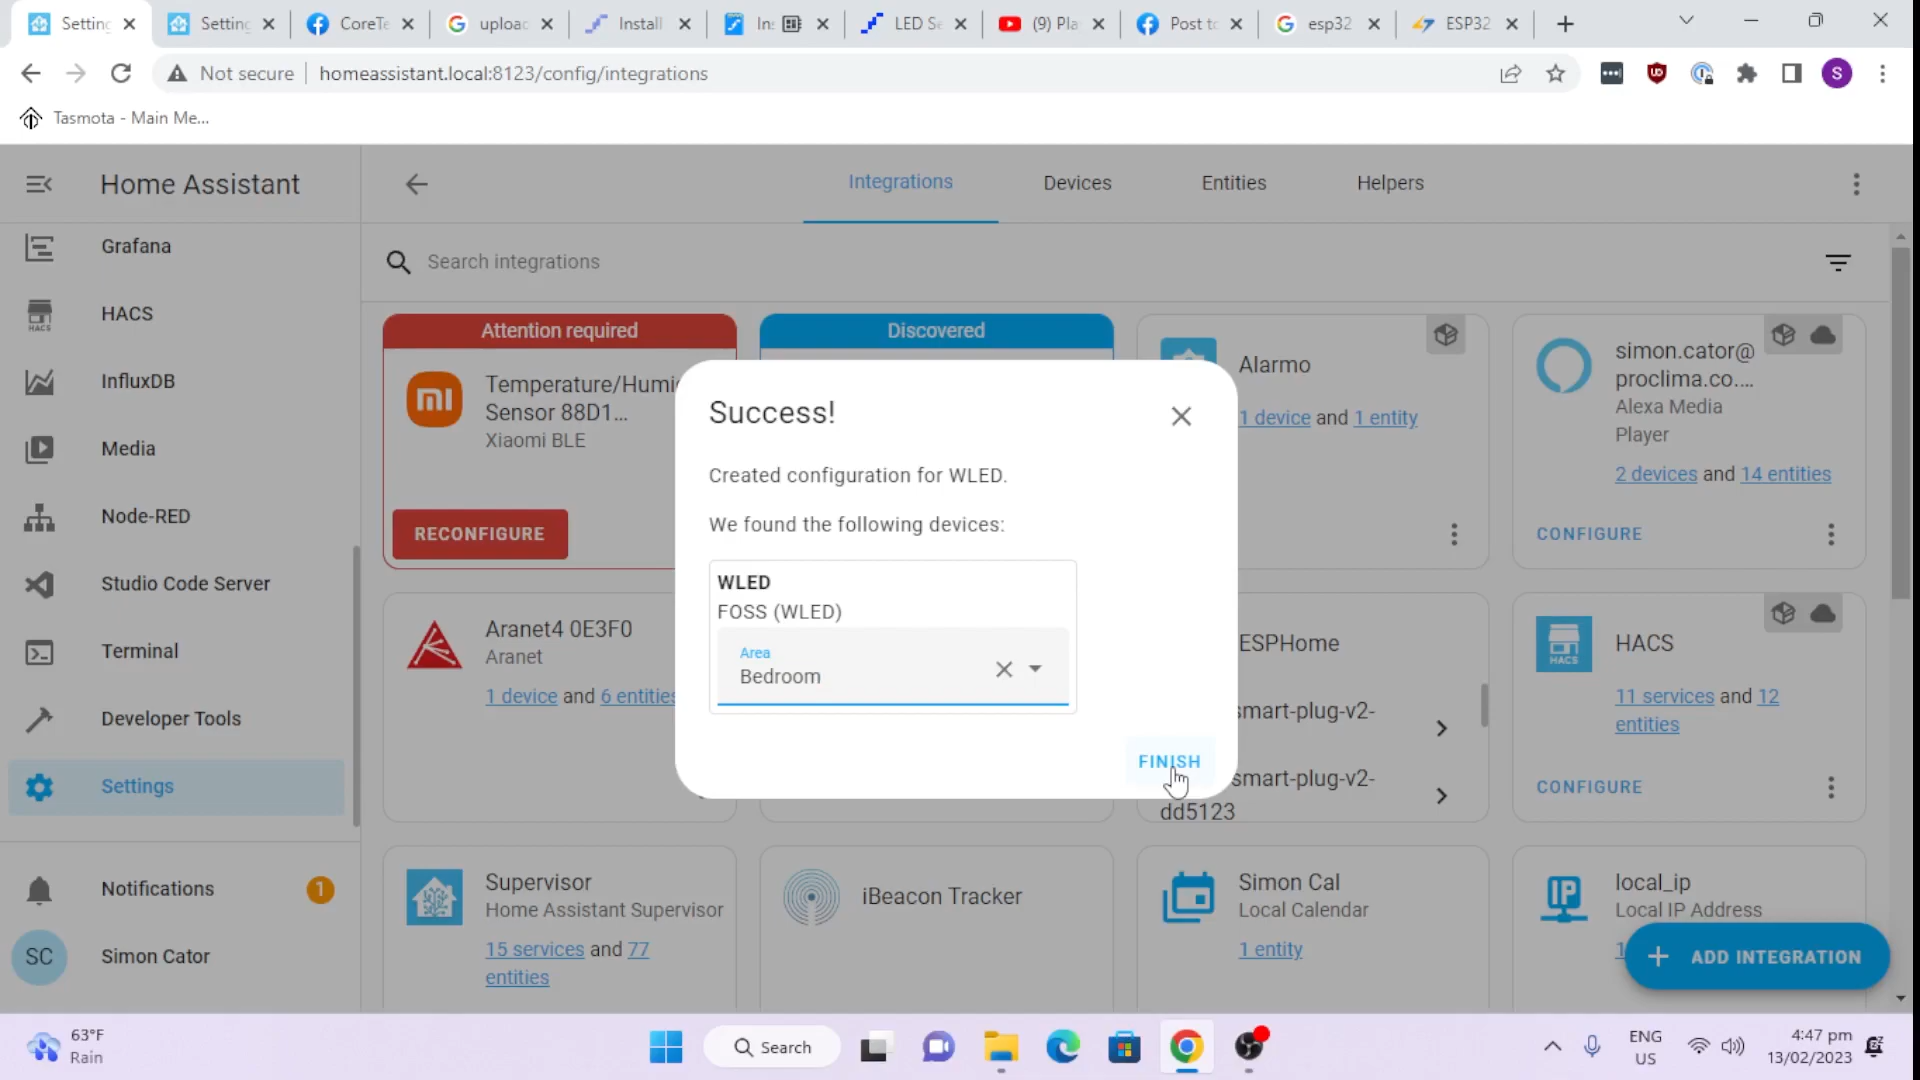 Setting
Setting
CoreTe
uploac
Install
Ins
LED Se
(9) Pla
Post to
esp32
ESP32
Not secure
homeassistant.local:8123/config/integrations
S
Tasmota - Main Me...
Home Assistant
Integrations
Devices
Entities
Helpers
Grafana
HACS
InfluxDB
Media
Node-RED
Studio Code Server
Terminal
Developer Tools
Settings
Notifications
1
SC
Simon Cator
Search integrations
Attention required
Temperature/Humi
Sensor 88D1...
Xiaomi BLE
RECONFIGURE
Discovered
Alarmo
1 device and 1 entity
simon.cator@
proclima.co....
Alexa Media
Player
2 devices and 14 entities
CONFIGURE
Success!
Created configuration for WLED.
We found the following devices:
WLED
FOSS (WLED)
Area
Bedroom
FINISH
Aranet4 0E3F0
Aranet
1 device and 6 entities
ESPHome
smart-plug-v2-
smart-plug-v2-
dd5123
HACS
11 services and 12
entities
CONFIGURE
Supervisor
Home Assistant Supervisor
15 services and 77
entities
iBeacon Tracker
Simon Cal
Local Calendar
1 entity
IP
local_ip
Local IP Address
1
ADD INTEGRATION
63°F
Rain
Search
ENG
US
4:47 pm
13/02/2023